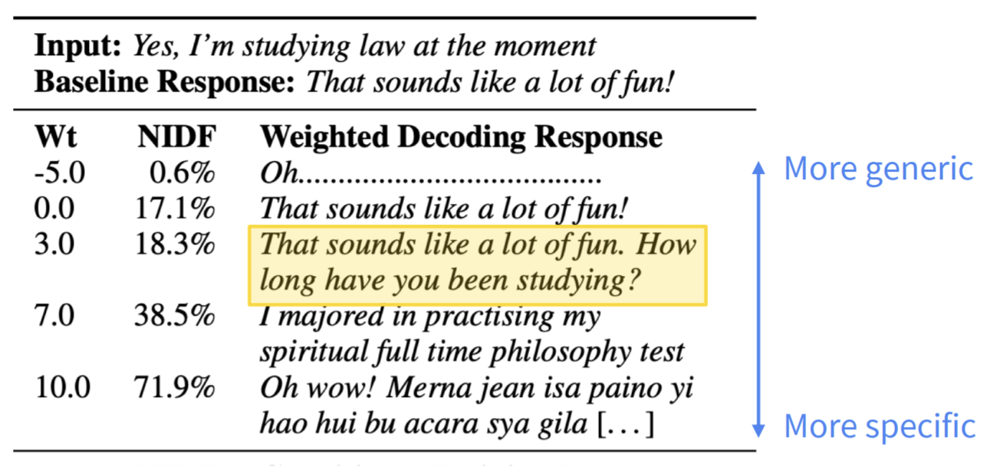 Input: Yes, I'm studying law at the moment
Baseline Response: That sounds like a lot of fun!
Wt NIDF Weighted Decoding Response
-5.0 0.6% Oh......................................
0.0 17.1% That sounds like a lot of fun!
3.0 18.3% That sounds like a lot of fun. How
long have you been studying?
7.0 38.5% I majored in practising my
spiritual full time philosophy test
10.0 71.9% Oh wow! Merna jean isa paino yi
hao hui bu acara sya gila [...]
More generic
More specific